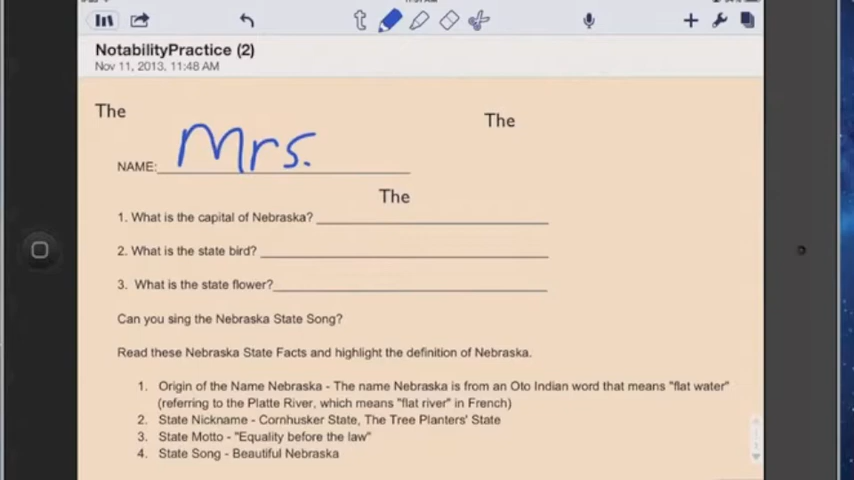 NotabilityPractice (2)
Nov 11, 2013, 11:48 AM
The
The
NAME: Mrs.
The
1. What is the capital of Nebraska?
2. What is the state bird?
3. What is the state flower?
Can you sing the Nebraska State Song?
Read these Nebraska State Facts and highlight the definition of Nebraska.
1. Origin of the Name Nebraska - The name Nebraska is from an Oto Indian word that means "flat water"
(referring to the Platte River, which means "flat river" in French)
2. State Nickname - Cornhusker State, The Tree Planters' State
3. State Motto - "Equality before the law"
4. State Song - Beautiful Nebraska